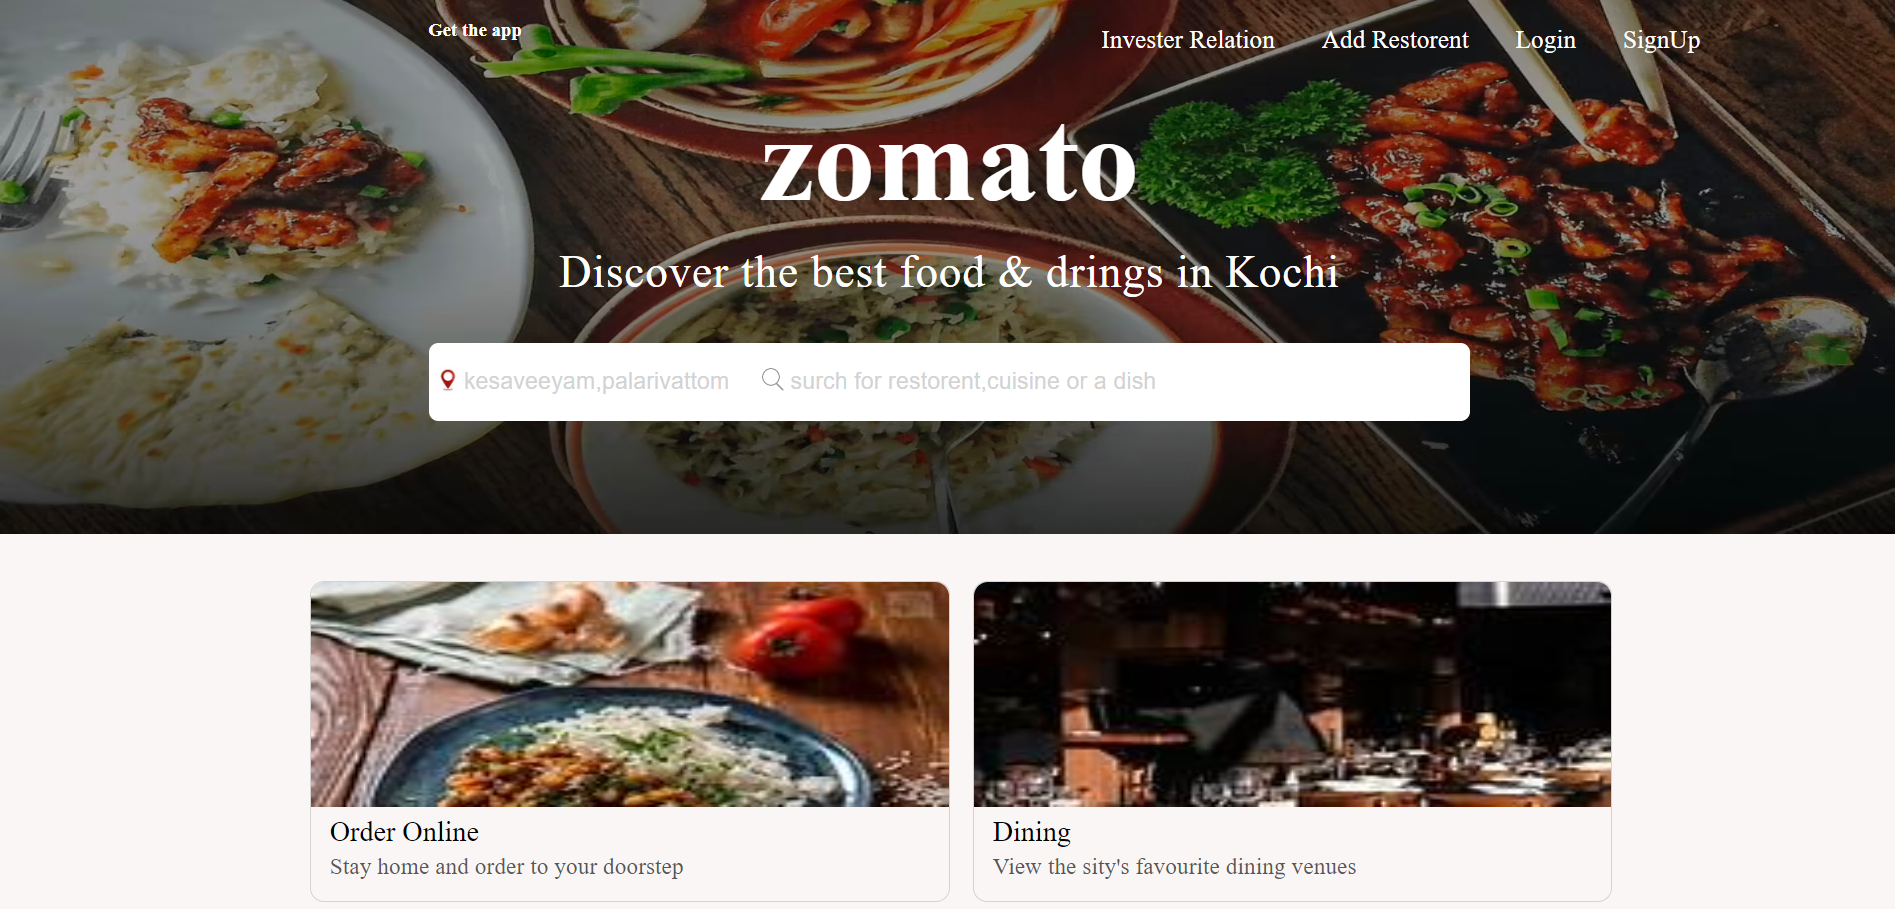 Get the app
Invester Relation Add Restorent Login SignUp
zomato
Discover the best food & drings in Kochi
kesaveeyam,palarivattom surch for restorent,cuisine or a dish
Order Online
Stay home and order to your doorstep
Dining
View the sity's favourite dining venues